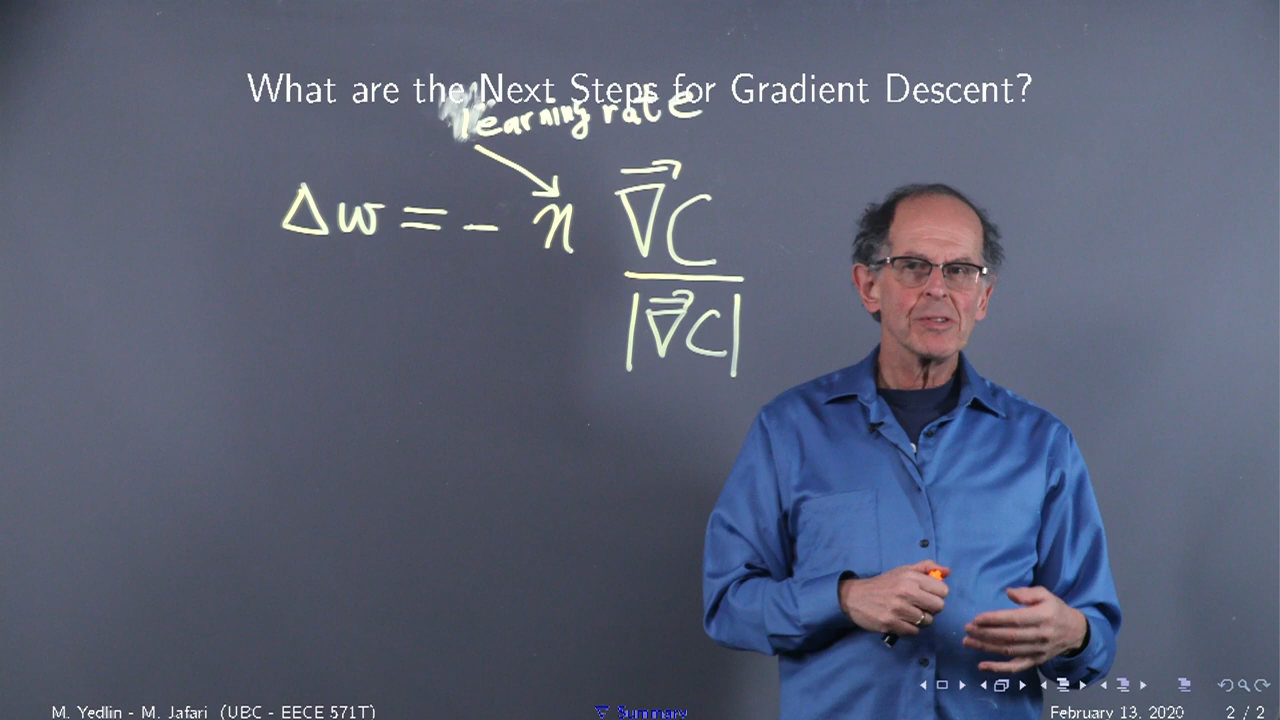 What are the Next Steps for Gradient Descent?
learning rate
Δw = - η ∇⃗C
|∇⃗C|
M. Yedlin - M. Jafari (UBC - EECE 571T)
▽ Summary
February 13, 2020
2 / 2